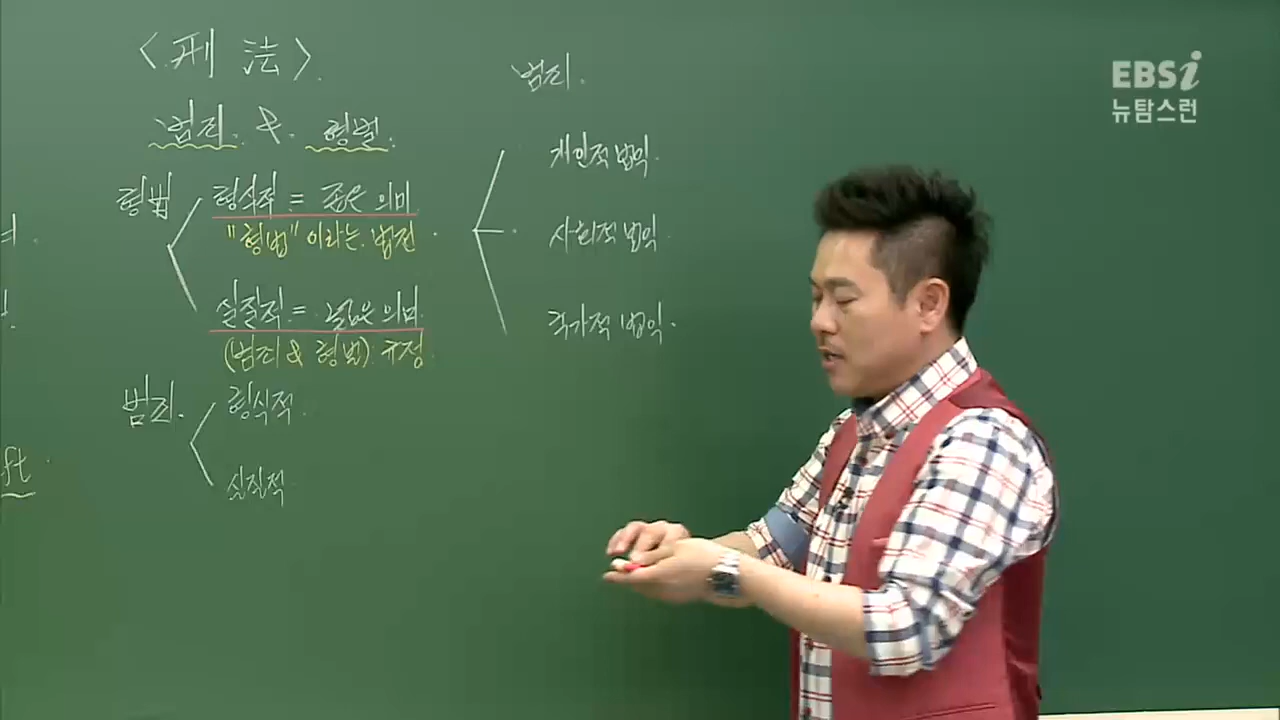 <刑法>.
범죄. &. 형벌.
형법
형식적 = 좁은 의미
"형법"이라는 법전.
실질적 = 넓은 의미.
(범죄 & 형벌) 규정.
범죄.
형식적.
실질적.
ft.
범죄.
개인적 법익.
사회적 법익.
국가적 법익.
EBSi
뉴탐스런